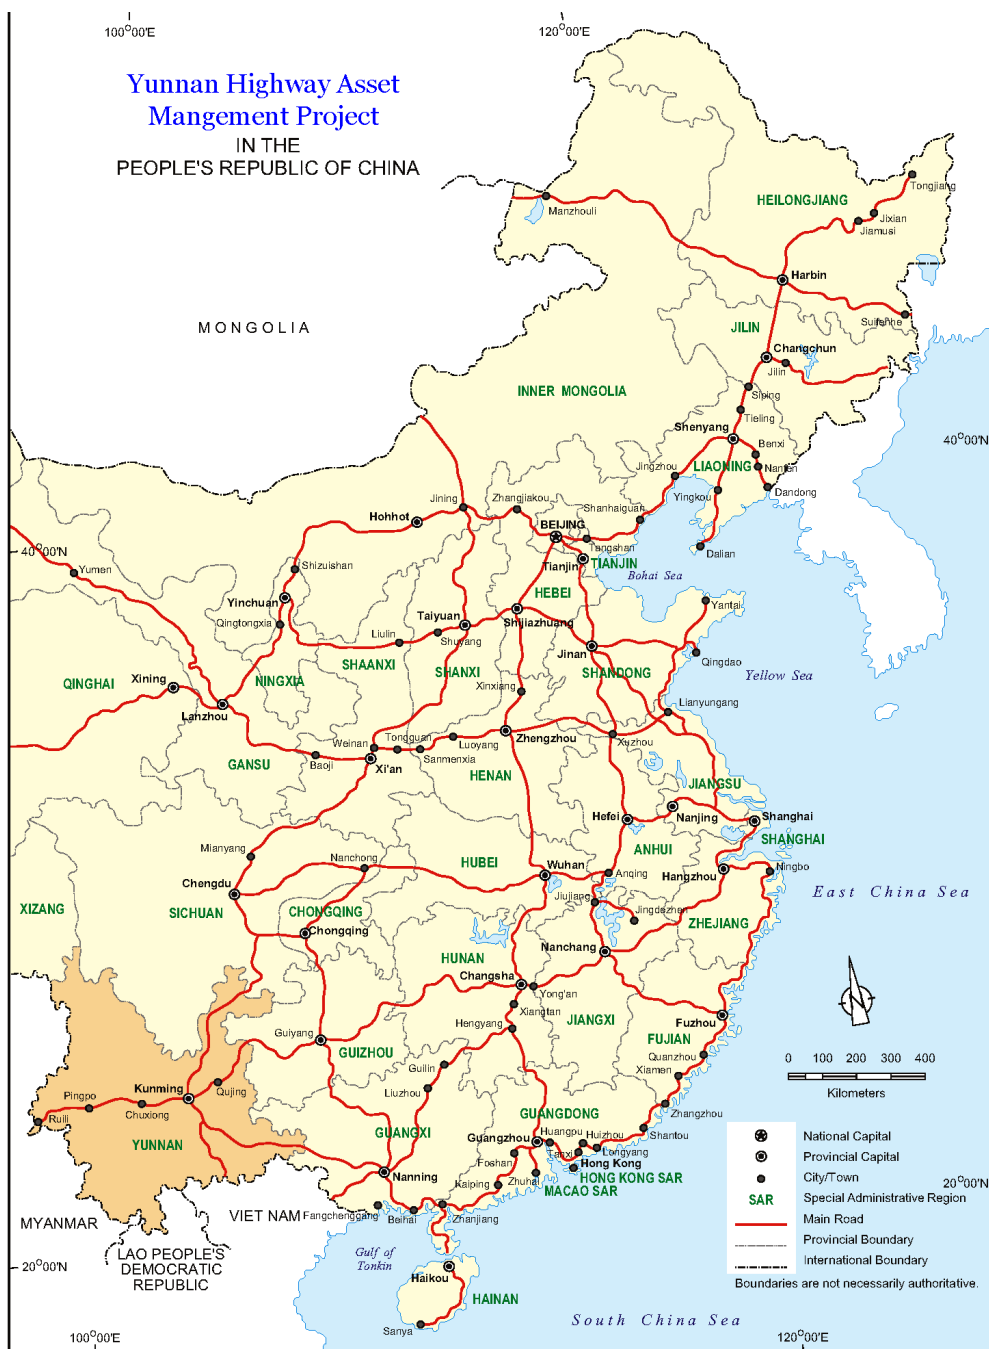 100°00'E
120°00'E
Yunnan Highway Asset
Mangement Project
IN THE
PEOPLE'S REPUBLIC OF CHINA
Tongjiang
HEILONGJIANG
Manzhouli
Jixian
Jiamusi
Harbin
MONGOLIA
JILIN
Changchun
Jilin
INNER MONGOLIA
Siping
Tieling
Shenyang
Benxi
40°00'N
Jingzhou
LIAONING
Nanfen
Yingkou
Dandong
Jining
Zhangjiakou
Shanhaiguan
Hohhot
BEIJING
40°00'N
Tangshan
Dalian
Yumen
Shizuishan
Tianjin
TIANJIN
Bohai Sea
HEBEI
Yinchuan
Yantai
Qingtongxia
Taiyuan
Shijiazhuang
Liulin
Shuyang
Jinan
SHAANXI
SHANXI
SHANDONG
Qingdao
Yellow Sea
QINGHAI
Xining
NINGXIA
Xinxiang
Lanzhou
Lianyungang
Weinan
Tongguan
Luoyang
Zhengzhou
Xuzhou
GANSU
Baoji
Xi'an
Sanmenxia
HENAN
JIANGSU
Hefei
Nanjing
Shanghai
SHANGHAI
Mianyang
Nanchong
HUBEI
Wuhan
ANHUI
Anqing
Hangzhou
Ningbo
Chengdu
East China Sea
XIZANG
SICHUAN
CHONGQING
Jiujiang
Jingdezhen
ZHEJIANG
Chongqing
Nanchang
HUNAN
Changsha
Yong'an
Xiangtan
JIANGXI
Fuzhou
Hengyang
Guiyang
GUIZHOU
FUJIAN
Quanzhou
Guilin
Xiamen
0 100 200 300 400
Kilometers
Kunming
Qujing
Liuzhou
Pingpo
Chuxiong
Zhangzhou
Ruili
GUANGDONG
YUNNAN
GUANGXI
Guangzhou
Huangpu
Huizhou
Shantou
Tanxi
Longyang
Foshan
Hong Kong
HONG KONG SAR
Nanning
Kaiping
Zhuhai
MACAO SAR
National Capital
Provincial Capital
City/Town
SAR Special Administrative Region
Main Road
Provincial Boundary
International Boundary
Boundaries are not necessarily authoritative.
20°00'N
MYANMAR
VIET NAM
Fangchenggang
Beihai
Zhanjiang
LAO PEOPLE'S
DEMOCRATIC
REPUBLIC
Gulf of
Tonkin
20°00'N
Haikou
HAINAN
Sanya
South China Sea
100°00'E
120°00'E